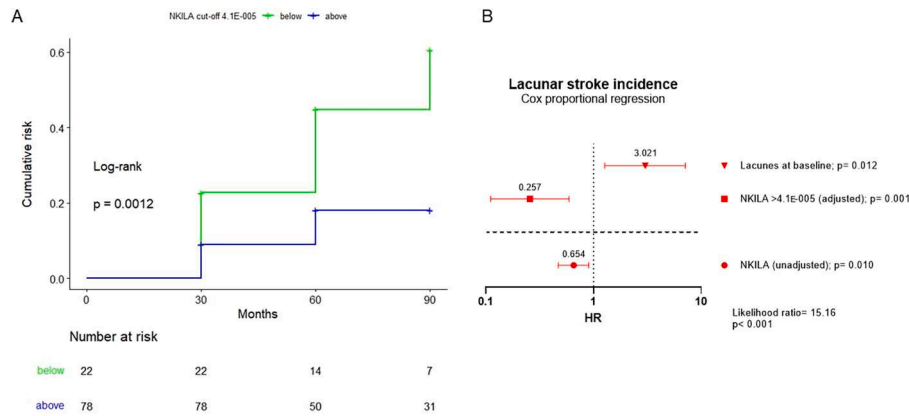 A
NKILA cut-off 4.1E-005 below above
0.6
0.4
0.2
0.0
Cumulative risk
Log-rank
p = 0.0012
0 30 60 90
Months
Number at risk
below 22 22 14 7
above 78 78 50 31
B
Lacunar stroke incidence
Cox proportional regression
3.021
Lacunes at baseline; p= 0.012
0.257
NKILA >4.1E-005 (adjusted); p= 0.001
0.654
NKILA (unadjusted); p= 0.010
0.1 1 10
HR
Likelihood ratio= 15.16
p< 0.001